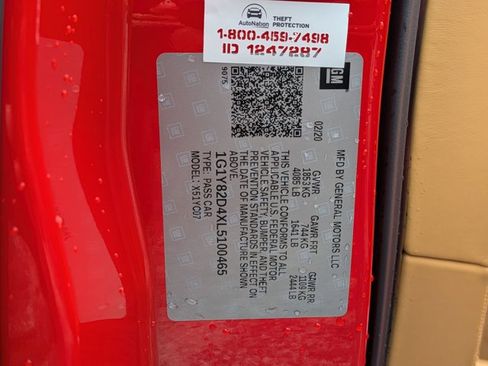 AutoNation
THEFT
PROTECTION
1-800-459-7498
ID 1247287
GM
MFD BY GENERAL MOTORS LLC
02/20
GVWR
1853 KG
4085 LB
GAWR FRT
744 KG
1641 LB
GAWR RR
1109 KG
2444 LB
THIS VEHICLE CONFORMS TO ALL
APPLICABLE U.S. FEDERAL MOTOR
VEHICLE SAFETY, BUMPER, AND THEFT
PREVENTION STANDARDS IN EFFECT ON
THE DATE OF MANUFACTURE SHOWN
ABOVE.
1G1Y82D4XL5100465
TYPE: PASS CAR
MODEL: X51YC07
9075